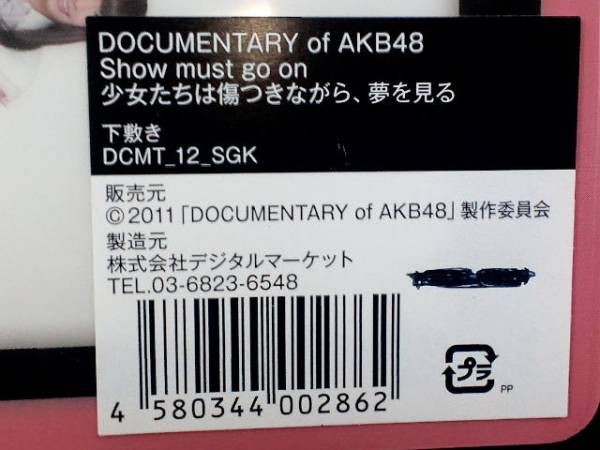 DOCUMENTARY of AKB48
Show must go on
少女たちは傷つきながら、夢を見る
下敷き
DCMT_12_SGK
販売元
©2011「DOCUMENTARY of AKB48」製作委員会
製造元
株式会社デジタルマーケット
TEL.03-6823-6548
4 580344 002862
プラ
PP